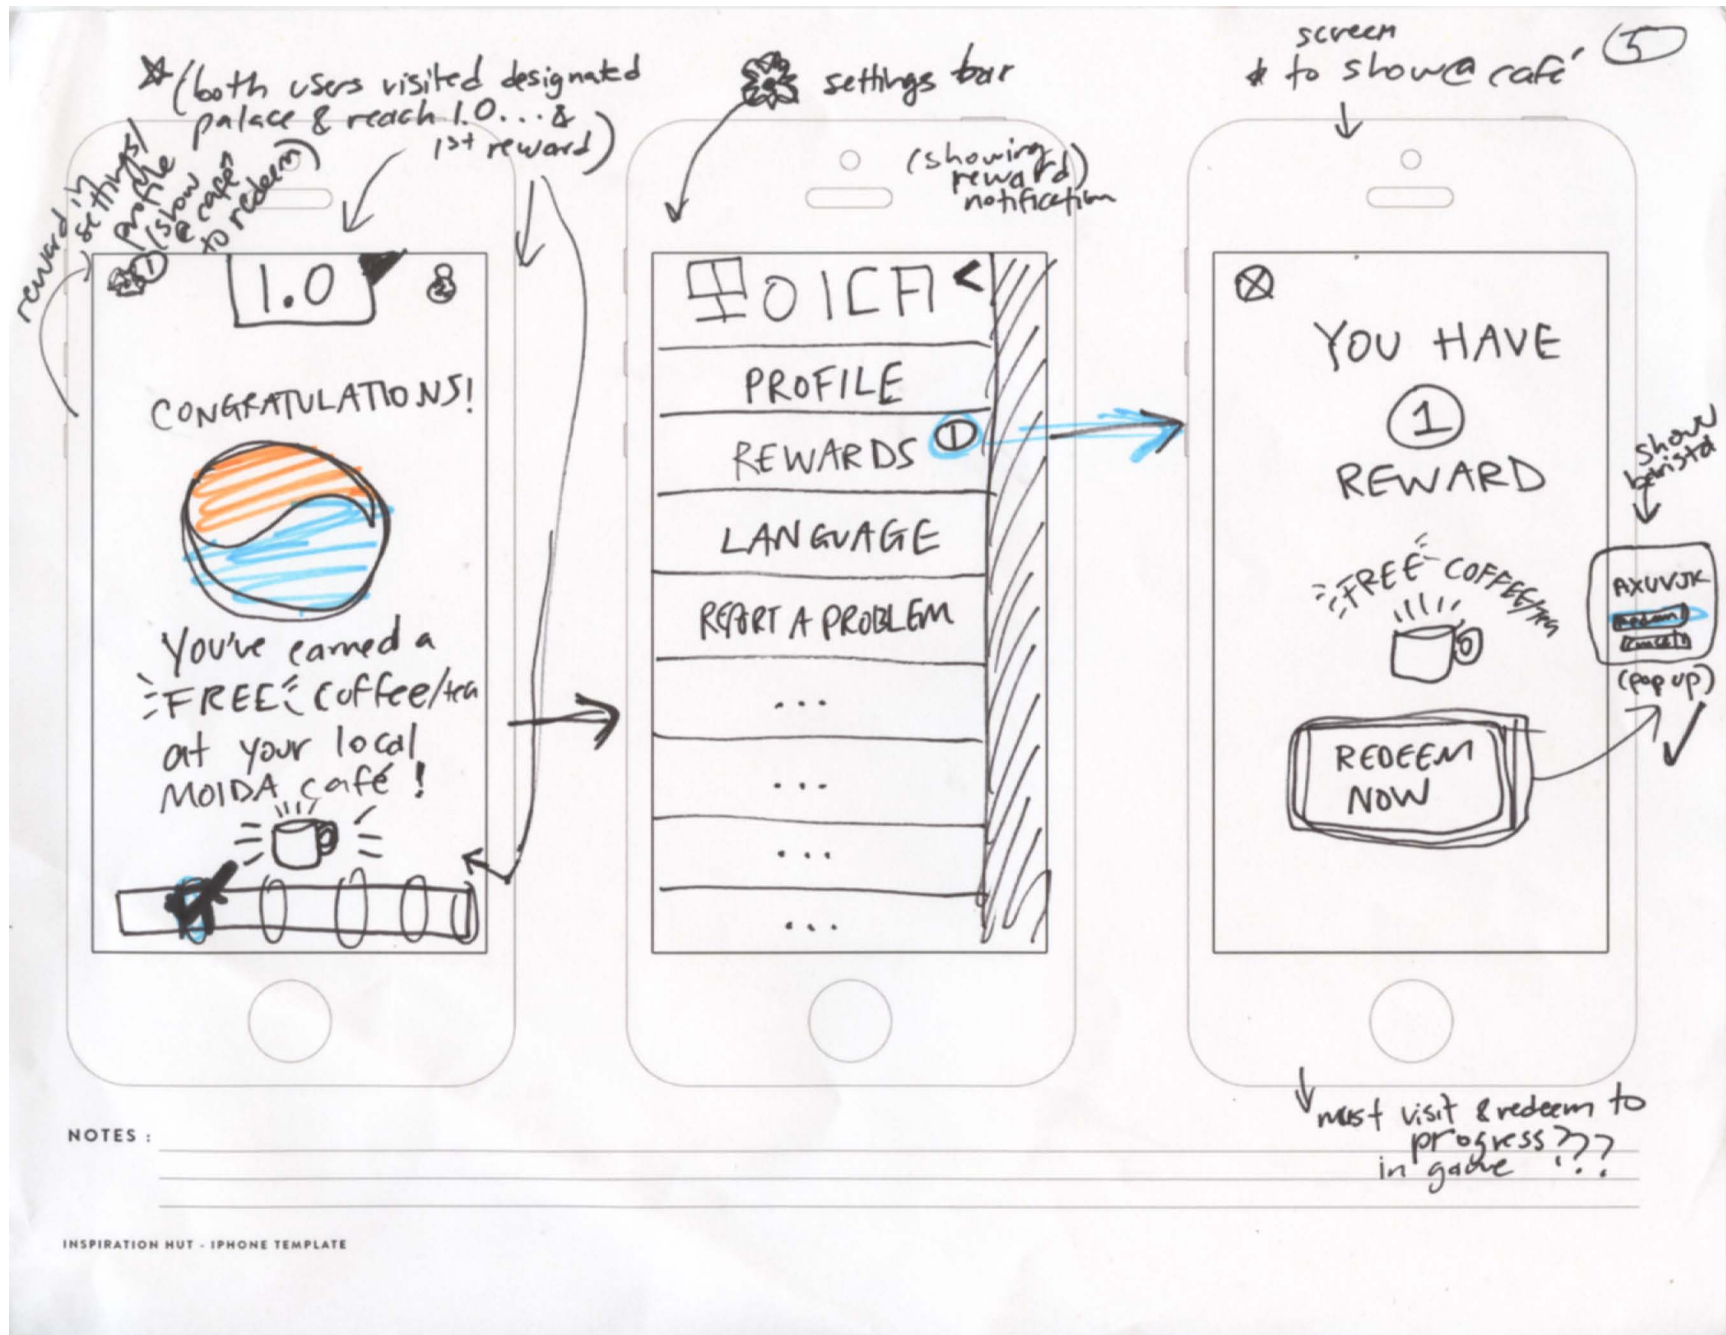 screen
* to show @ café
5
(both users visited designated
palace & reach 1.0...&
1st reward)
reward in
settings/
profile
(show
@ café
to redeem)
settings bar
(showing
reward)
notification
1
1.0
CONGRATULATIONS!
You've earned a
FREE coffee/tea
at your local
MOIDA café!
<
PROFILE
REWARDS 1
LANGUAGE
REPORT A PROBLEM
...
...
...
...
YOU HAVE
1
REWARD
FREE COFFEE/tea
REDEEM
NOW
show
barista
AXUVJK
redeem
(pop up)
must visit & redeem to
progress???
in game
NOTES :
INSPIRATION HUT - IPHONE TEMPLATE